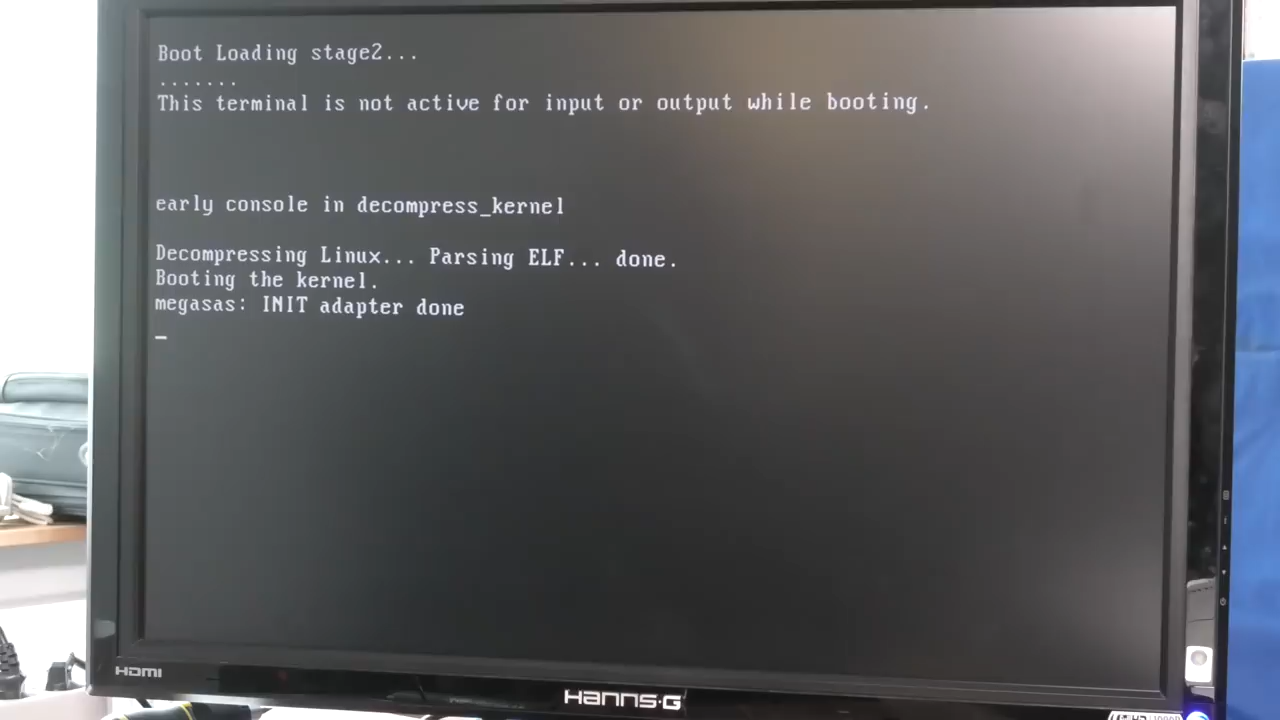 Boot Loading stage2...
.......
This terminal is not active for input or output while booting.
early console in decompress_kernel
Decompressing Linux... Parsing ELF... done.
Booting the kernel.
megasas: INIT adapter done
_
HDMI
HANNS·G